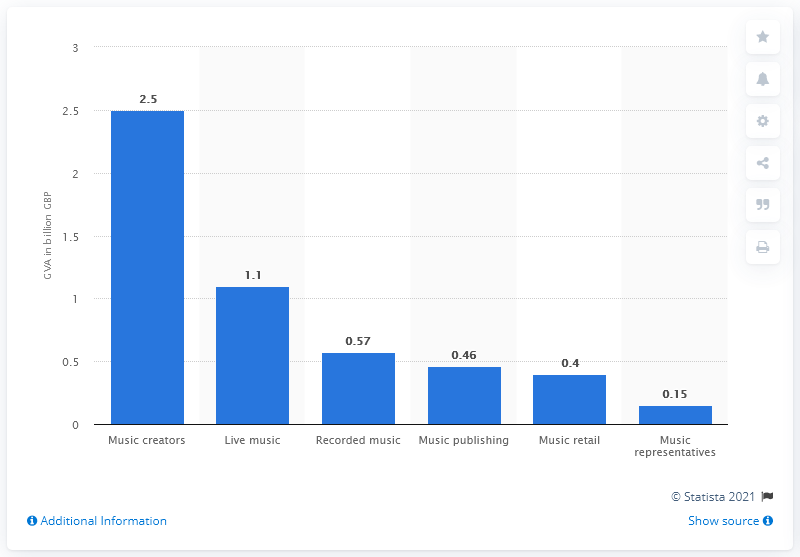 3
2.5
2
1.5
1
0.5
0
GVA in billion GBP
2.5
1.1
0.57
0.46
0.4
0.15
Music creators
Live music
Recorded music
Music publishing
Music retail
Music
representatives
© Statista 2021
Additional Information
Show source